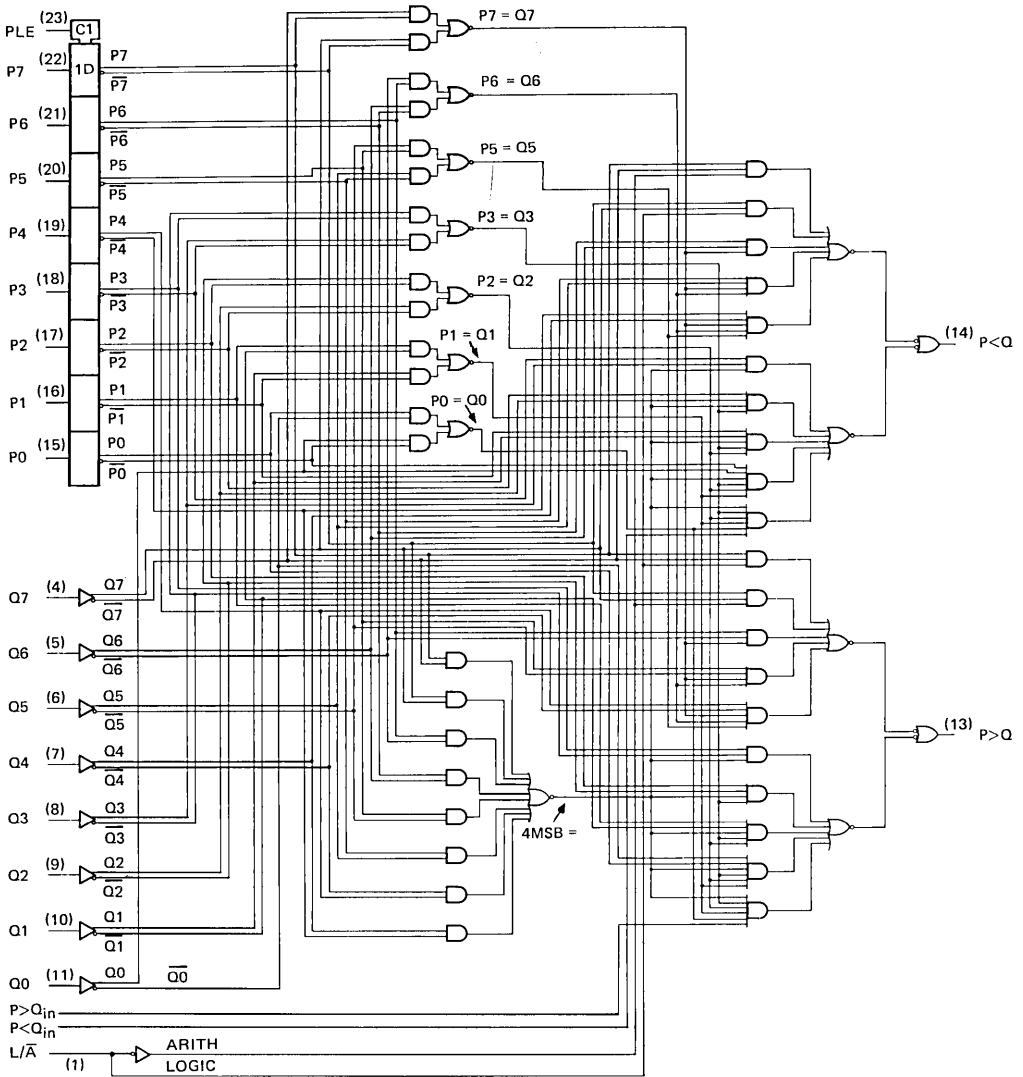 (23)
PLE
C1
(22)
P7
1D
P7
P7̅
(21)
P6
P6
P6̅
(20)
P5
P5
P5̅
(19)
P4
P4
P4̅
(18)
P3
P3
P3̅
(17)
P2
P2
P2̅
(16)
P1
P1
P1̅
(15)
P0
P0
P0̅
P7 = Q7
P6 = Q6
P5 = Q5
P3 = Q3
P2 = Q2
P1 = Q1
P0 = Q0
(14)
P<Q
(13)
P>Q
4MSB =
Q7 (4)
Q7
Q7̅
Q6 (5)
Q6
Q6̅
Q5 (6)
Q5
Q5̅
Q4 (7)
Q4
Q4̅
Q3 (8)
Q3
Q3̅
Q2 (9)
Q2
Q2̅
Q1 (10)
Q1
Q1̅
Q0 (11)
Q0
Q0̅
P>Qin
P<Qin
L/A̅
(1)
ARITH
LOGIC